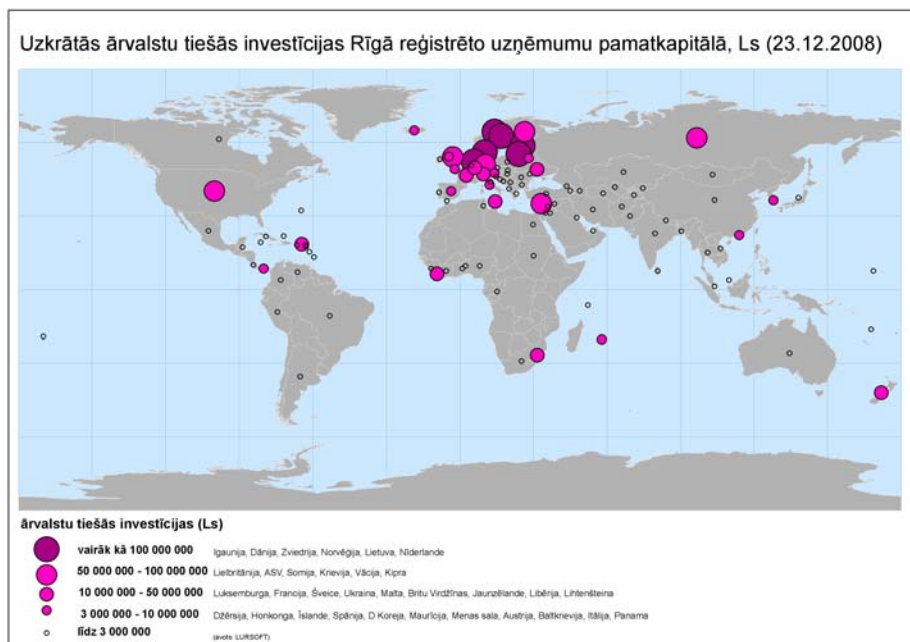 Uzkrātās ārvalstu tiešās investīcijas Rīgā reģistrēto uzņēmumu pamatkapitālā, Ls (23.12.2008)
ārvalstu tiešās investīcijas (Ls)
vairāk kā 100 000 000 Igaunija, Dānija, Zviedrija, Norvēģija, Lietuva, Nīderlande
50 000 000 - 100 000 000 Lielbritānija, ASV, Somija, Krievija, Vācija, Kipra
10 000 000 - 50 000 000 Luksemburga, Francija, Šveice, Ukraina, Malta, Britu Virdžīnas, Jaunzēlande, Libērija, Lihtenšteina
3 000 000 - 10 000 000 Džērsija, Honkonga, Īslande, Spānija, D Koreja, Maurīcija, Menas sala, Austrija, Baltkrievija, Itālija, Panama
līdz 3 000 000 (avots: LURSOFT)